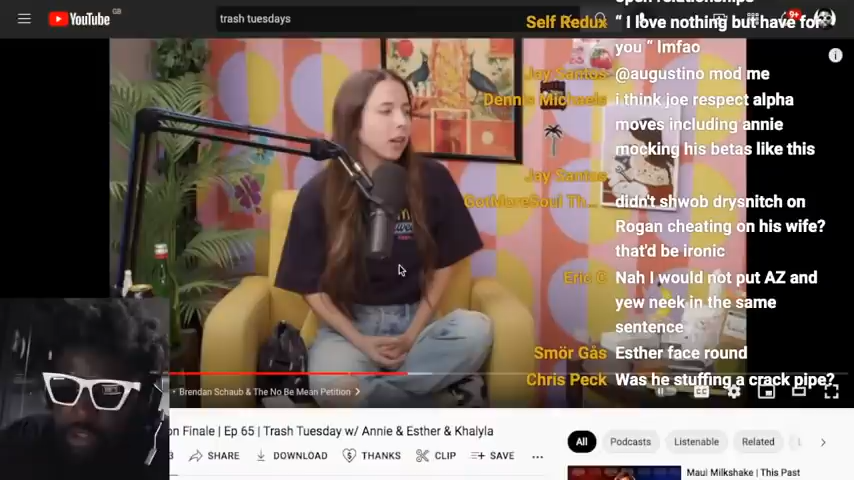 YouTube GB
trash tuesdays
9+
open relationships
Self Redux “ I love nothing but have for
you ” lmfao
Jay Santos @augustino mod me
Dennis Michaels i think joe respect alpha
moves including annie
mocking his betas like this
Jay Santos
GotMoreSoul Th... didn't shwob drysnitch on
Rogan cheating on his wife?
that'd be ironic
Eric C Nah I would not put AZ and
yew neek in the same
sentence
Smör Gås Esther face round
Chris Peck Was he stuffing a crack pipe?
• Brendan Schaub & The No Be Mean Petition >
on Finale | Ep 65 | Trash Tuesday w/ Annie & Esther & Khalyla
3 SHARE DOWNLOAD THANKS CLIP SAVE ...
All Podcasts Listenable Related
Maui Milkshake | This Past